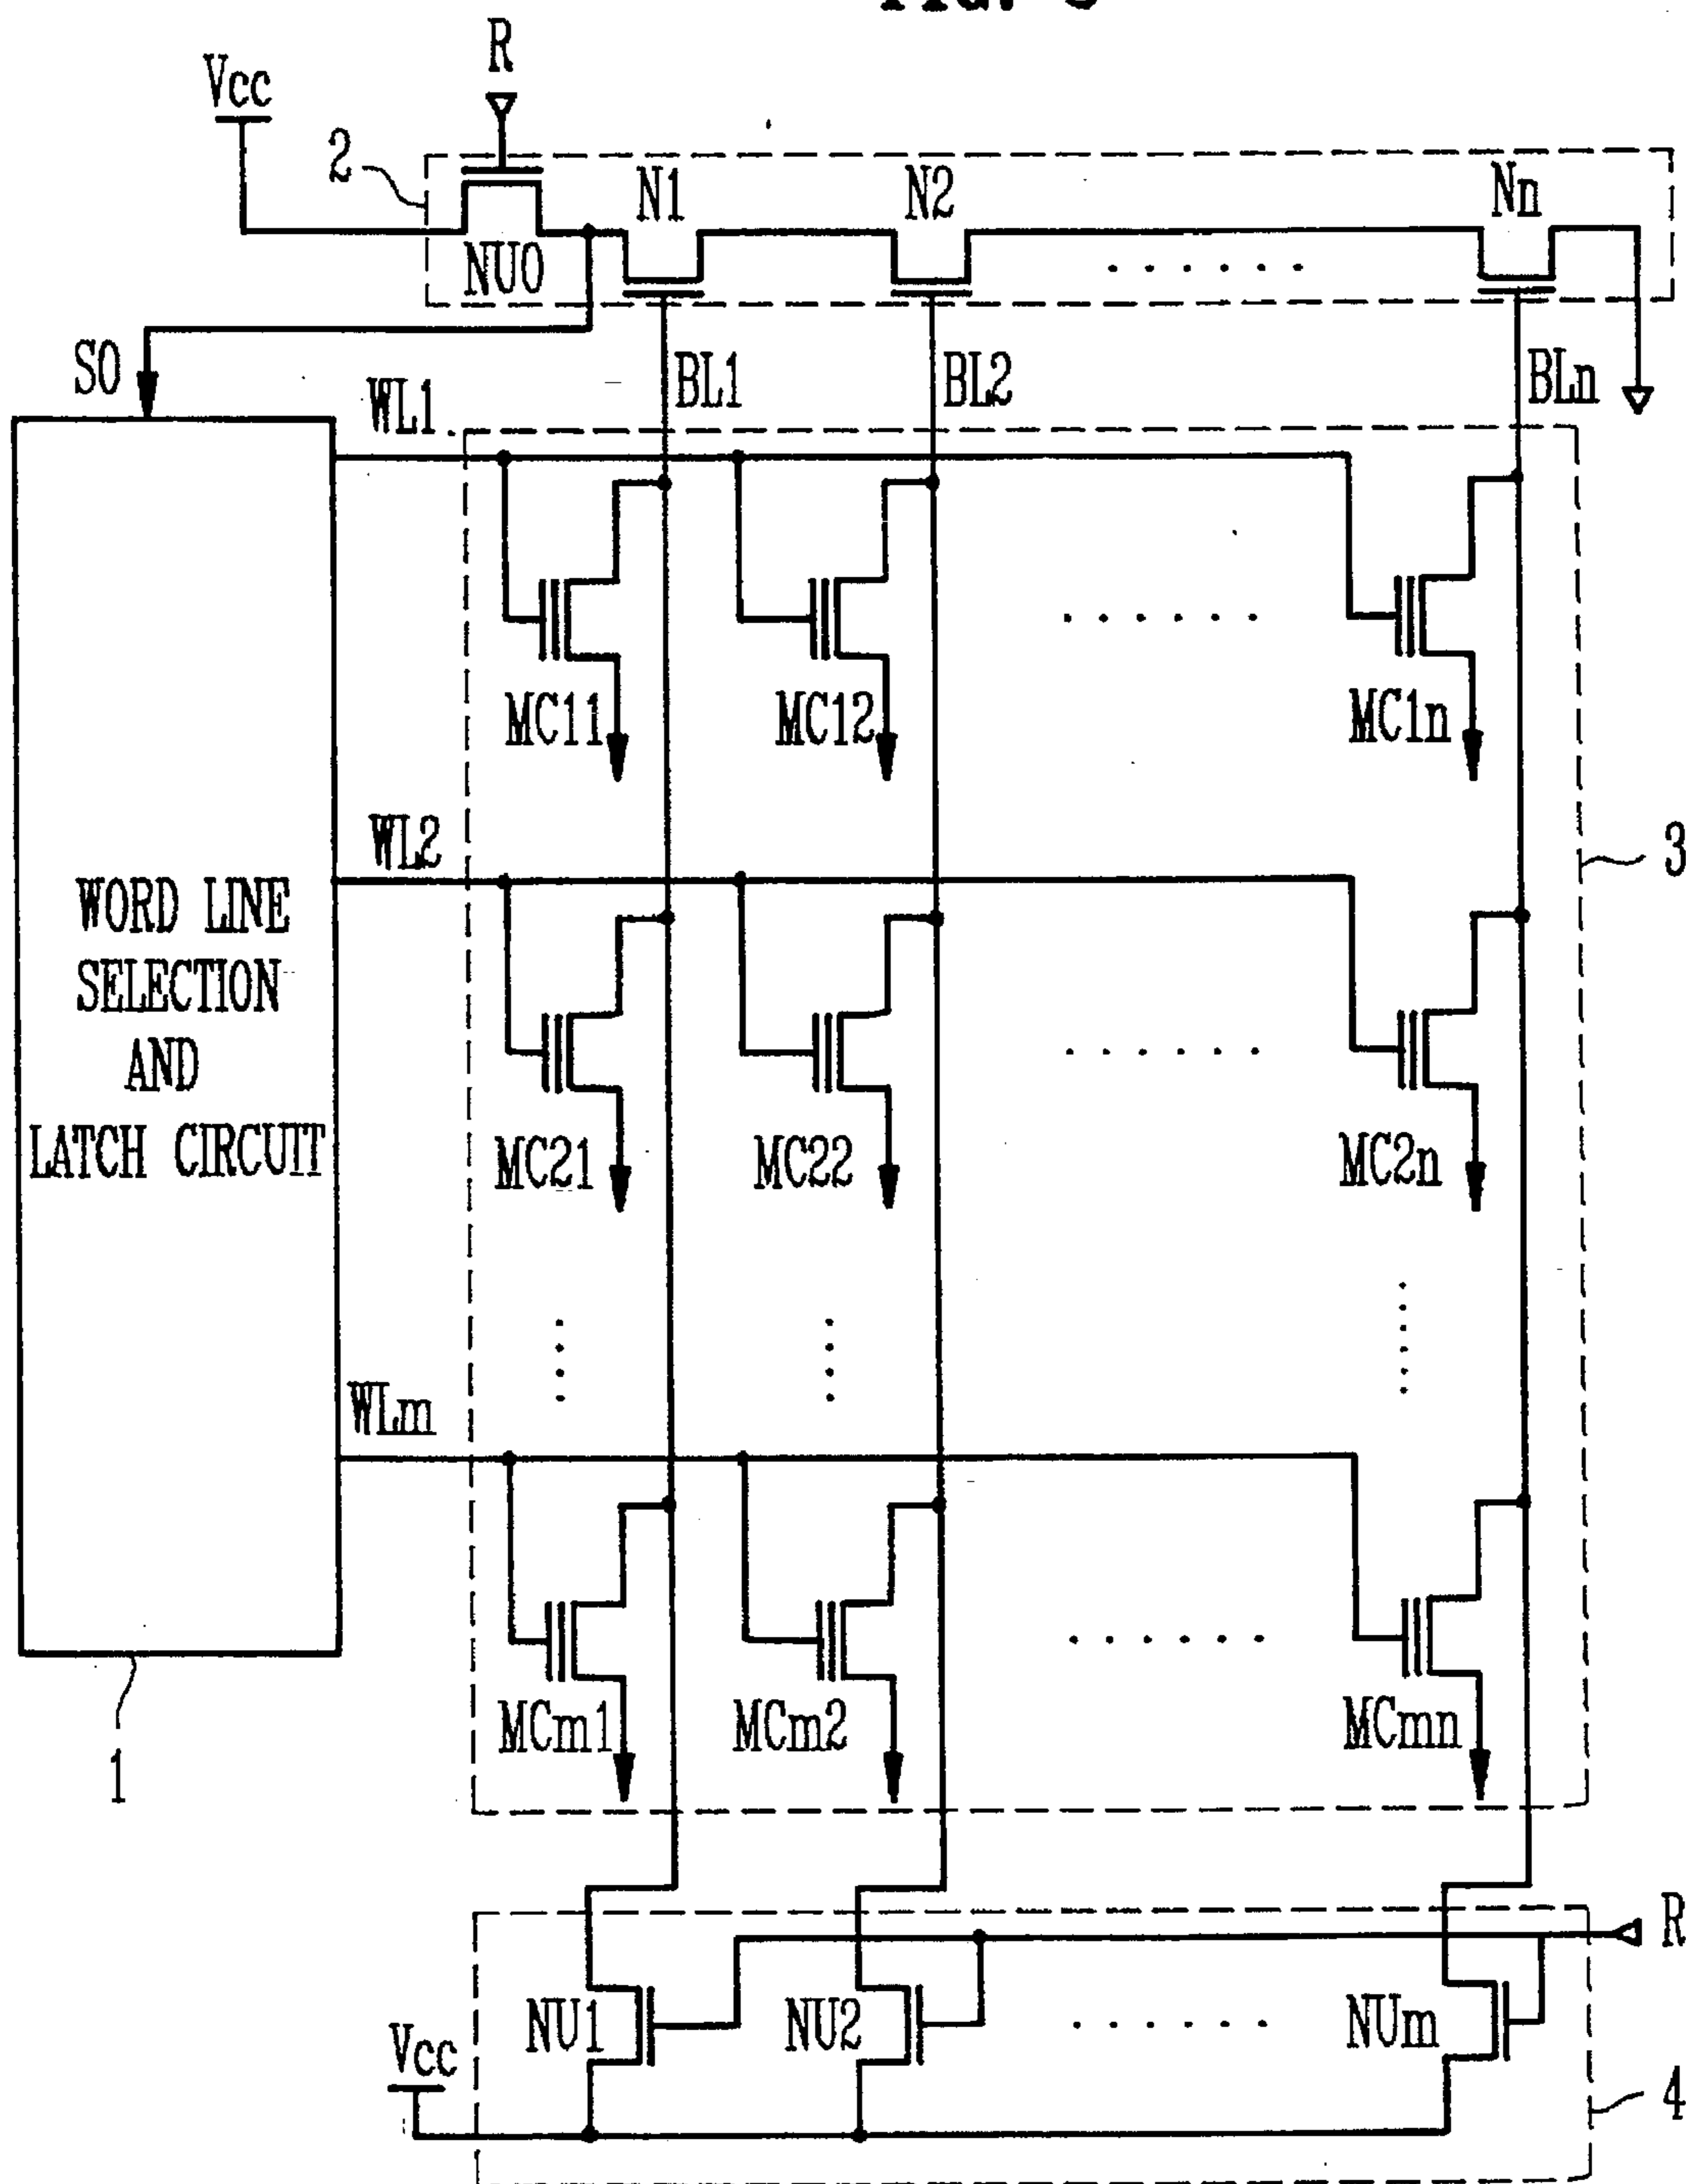 R
Vcc
2
N1
N2
Nn
NU0
SO
BL1
BL2
BLn
WL1
MC11
MC12
MC1n
WL2
3
WORD LINE
SELECTION
AND
LATCH CIRCUIT
MC21
MC22
MC2n
WLm
MCm1
MCm2
MCmn
1
R
NU1
NU2
NUm
Vcc
4